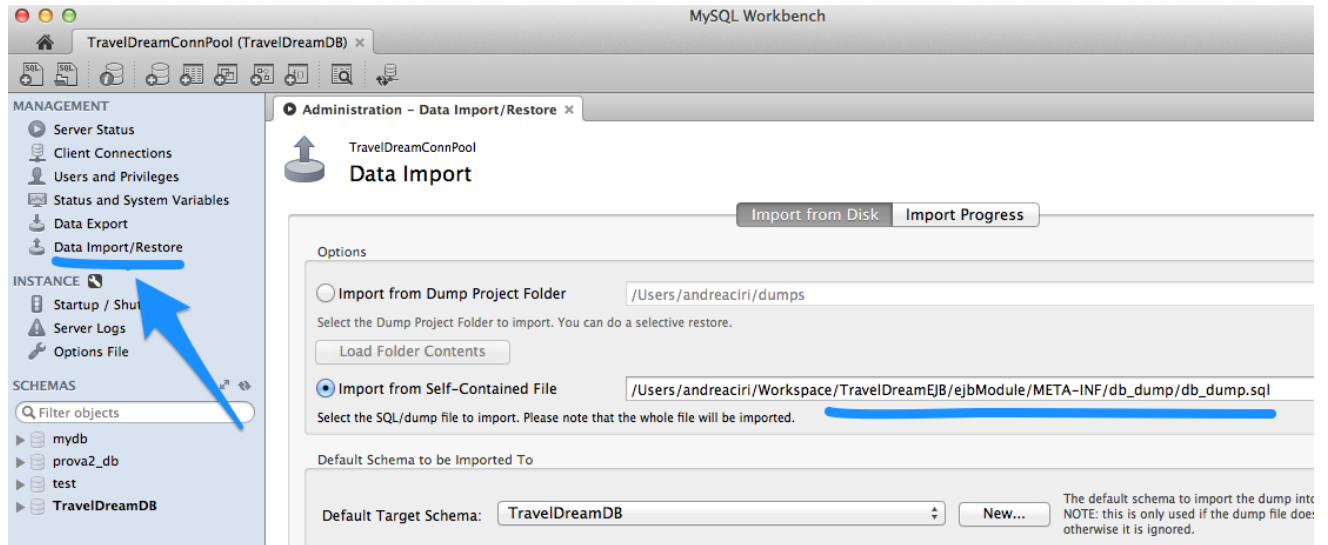 MySQL Workbench
TravelDreamConnPool (TravelDreamDB)
SQL SQL
MANAGEMENT
Server Status
Client Connections
Users and Privileges
Status and System Variables
Data Export
Data Import/Restore
INSTANCE
Startup / Shut
Server Logs
Options File
SCHEMAS
Filter objects
mydb
prova2_db
test
TravelDreamDB
Administration - Data Import/Restore
TravelDreamConnPool
Data Import
Import from Disk Import Progress
Options
Import from Dump Project Folder /Users/andreaciri/dumps
Select the Dump Project Folder to import. You can do a selective restore.
Load Folder Contents
Import from Self-Contained File /Users/andreaciri/Workspace/TravelDreamEJB/ejbModule/META-INF/db_dump/db_dump.sql
Select the SQL/dump file to import. Please note that the whole file will be imported.
Default Schema to be Imported To
Default Target Schema: TravelDreamDB New...
The default schema to import the dump into
NOTE: this is only used if the dump file does
otherwise it is ignored.